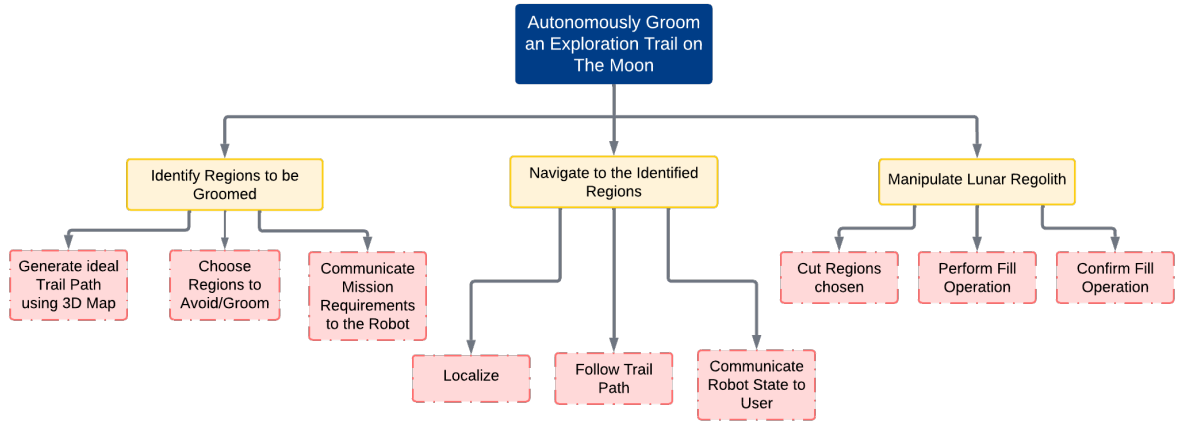 Autonomously Groom
an Exploration Trail on
The Moon
Identify Regions to be
Groomed
Navigate to the Identified
Regions
Manipulate Lunar Regolith
Generate ideal
Trail Path
using 3D Map
Choose
Regions to
Avoid/Groom
Communicate
Mission
Requirements
to the Robot
Localize
Follow Trail
Path
Communicate
Robot State to
User
Cut Regions
chosen
Perform Fill
Operation
Confirm Fill
Operation